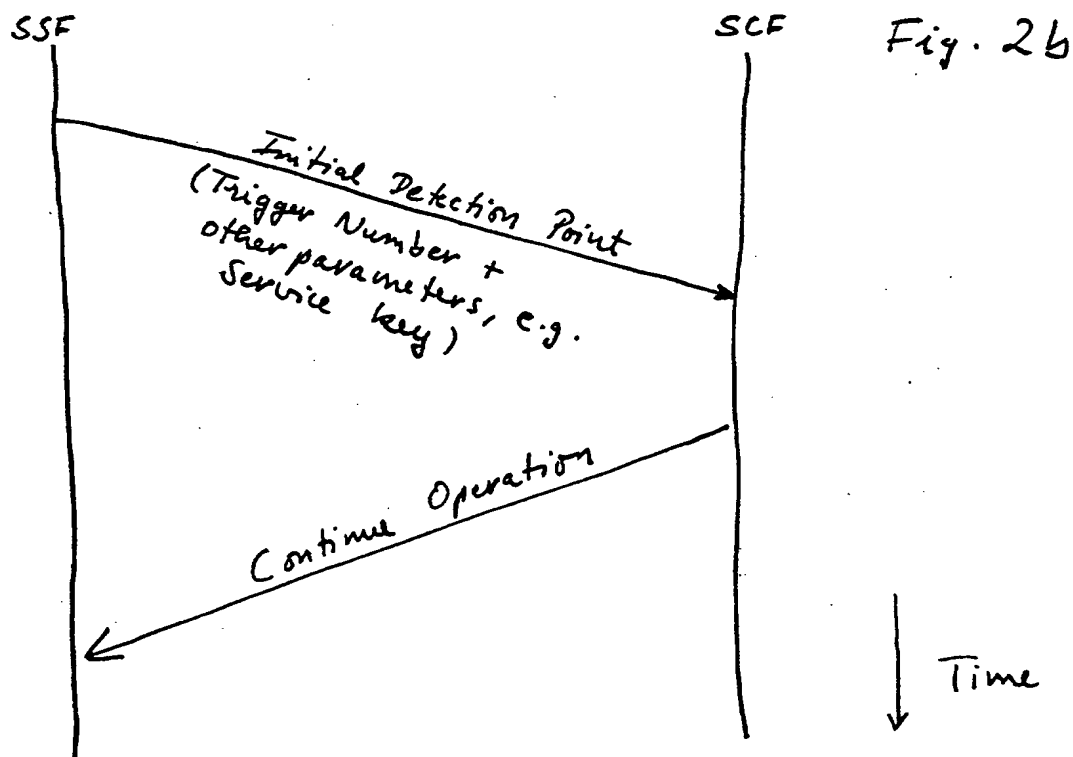 SSF
SCF
Fig. 2b
Initial Detection Point
(Trigger Number +
other parameters, e.g.
Service key)
Continue Operation
Time